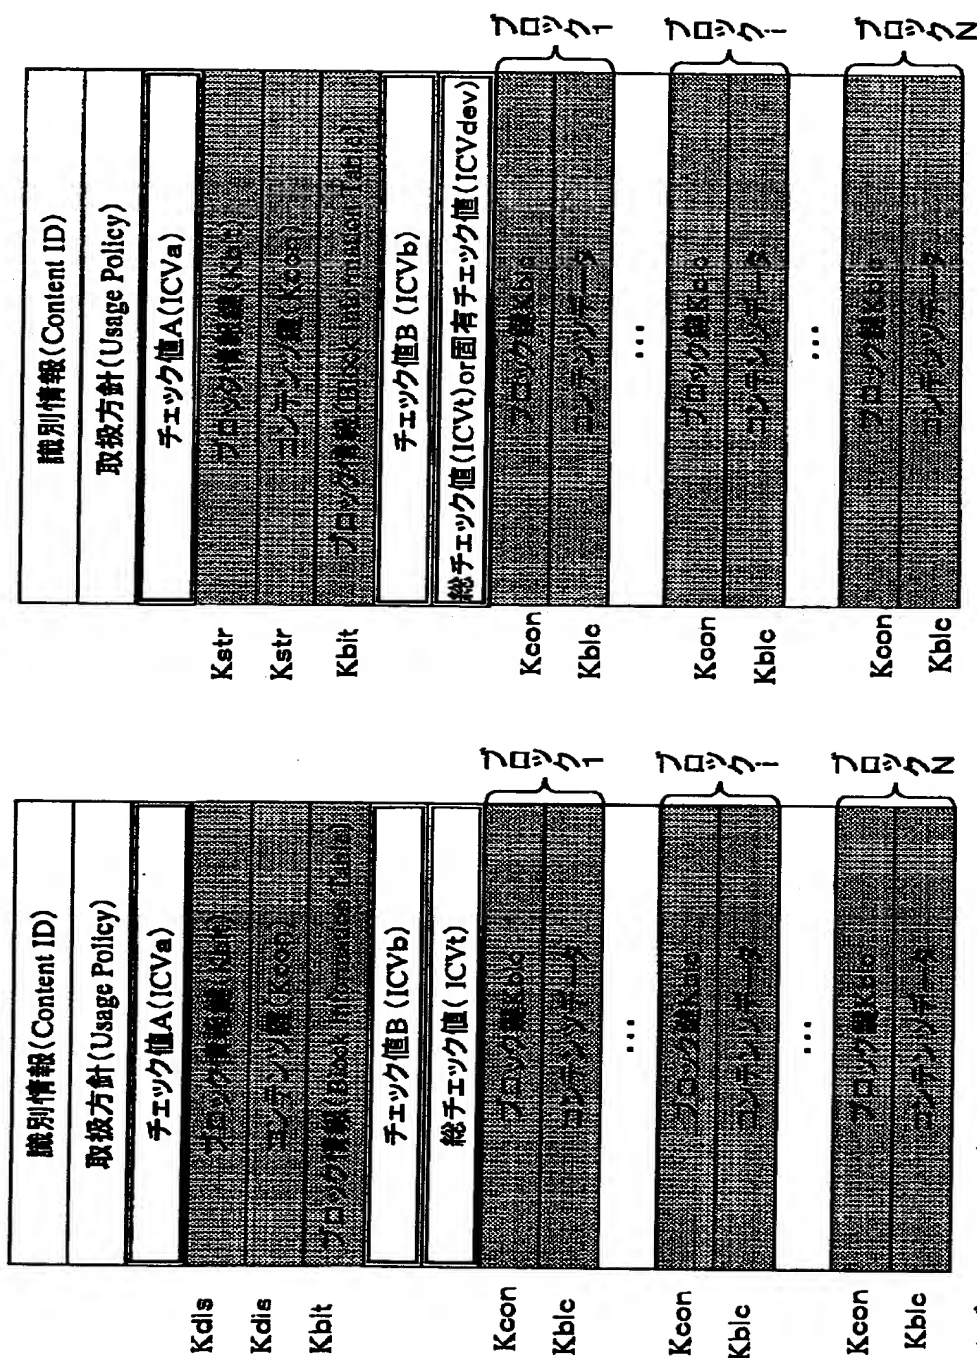 識別情報(Content ID)
取扱方針(Usage Policy)
チェック値A(ICVa)
Kstr ブロック情報鍵(Kbit)
Kstr コンテンツ鍵(Kcon)
Kbit ブロック情報(Block Information Table)
チェック値B(ICVb)
総チェック値(ICVt)or固有チェック値(ICVdev)
Kcon ブロック鍵Kblc
Kblc コンテンツデータ
ブロック1
...
Kcon ブロック鍵Kblc
Kblc コンテンツデータ
ブロックi
...
Kcon ブロック鍵Kblc
Kblc コンテンツデータ
ブロックN
識別情報(Content ID)
取扱方針(Usage Policy)
チェック値A(ICVa)
Kdis ブロック情報鍵(Kbit)
Kdis コンテンツ鍵(Kcon)
Kbit ブロック情報(Block Information Table)
チェック値B(ICVb)
総チェック値(ICVt)
Kcon ブロック鍵Kblc
Kblc コンテンツデータ
ブロック1
...
Kcon ブロック鍵Kblc
Kblc コンテンツデータ
ブロックi
...
Kcon ブロック鍵Kblc
Kblc コンテンツデータ
ブロックN